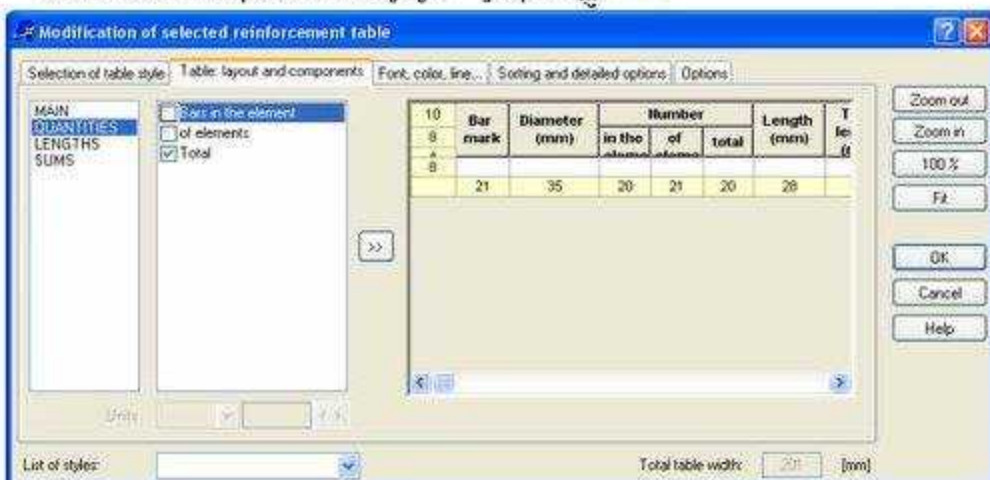 Modification of selected reinforcement table
Selection of table style
Table: layout and components
Font, color, line...
Sorting and detailed options
Options
MAIN
QUANTITIES
LENGTHS
SUMS
Bars in the element
of elements
Total
>>
10
Bar mark
Diameter (mm)
Number
in the
of
total
Length (mm)
T
8
21 35 20 21 20 28
Zoom out
Zoom in
100 %
Fit
OK
Cancel
Help
List of styles:
Total table width:
201
[mm]